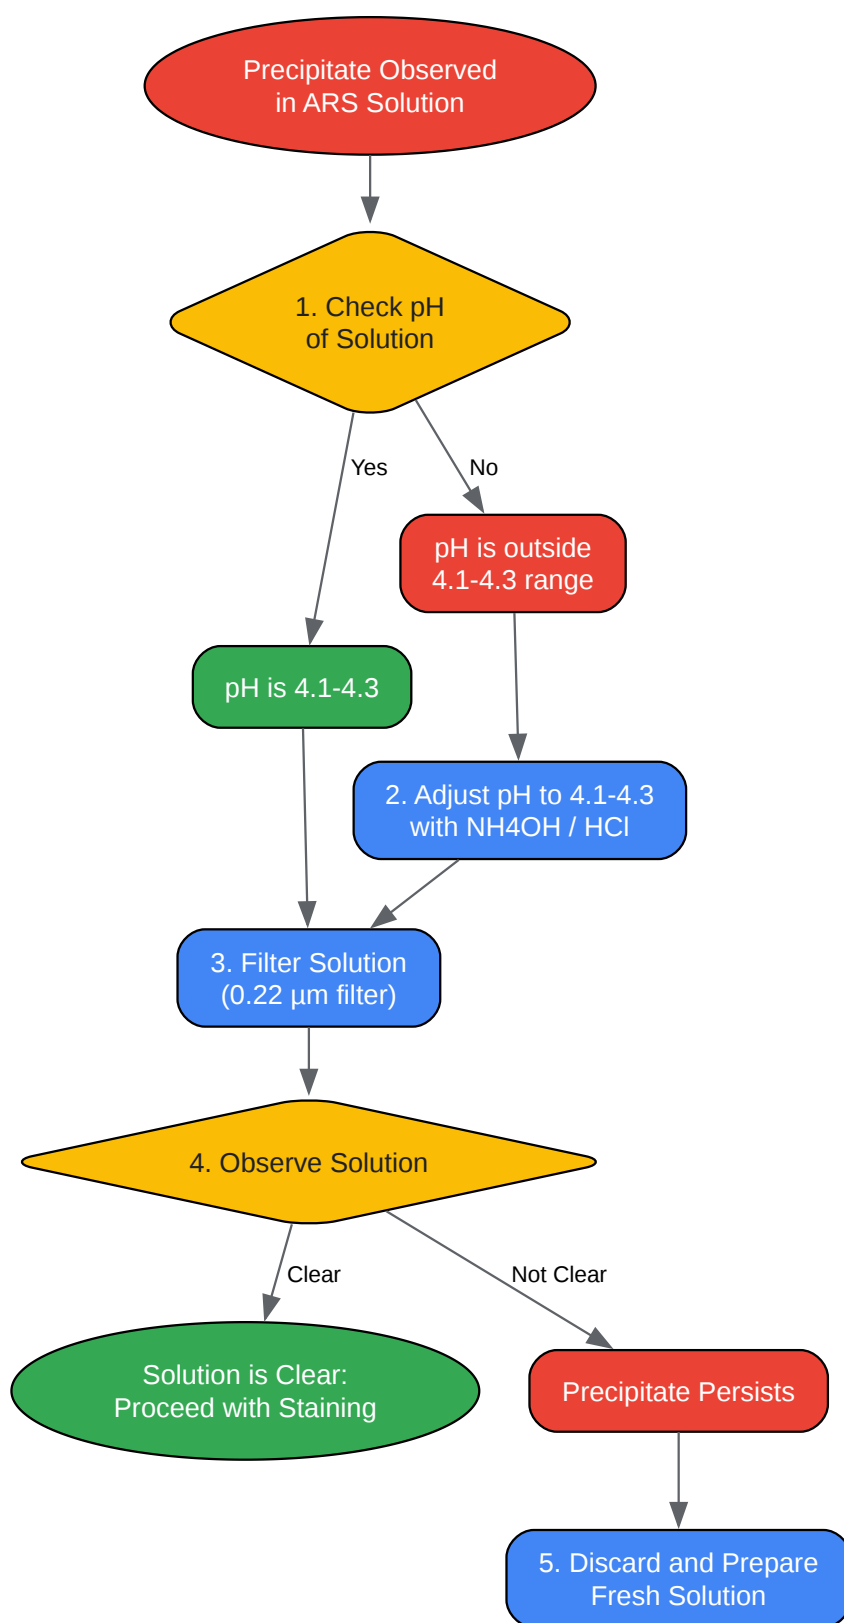 Precipitate Observed
in ARS Solution
1. Check pH
of Solution
Yes
No
pH is outside
4.1-4.3 range
pH is 4.1-4.3
2. Adjust pH to 4.1-4.3
with NH4OH / HCl
3. Filter Solution
(0.22 µm filter)
4. Observe Solution
Clear
Not Clear
Solution is Clear:
Proceed with Staining
Precipitate Persists
5. Discard and Prepare
Fresh Solution